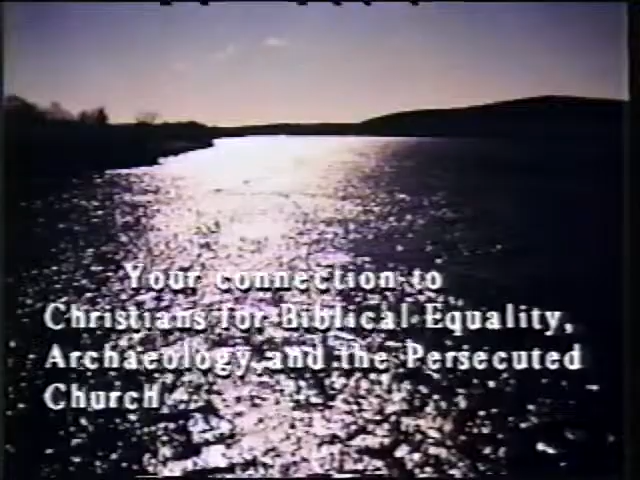 Your connection to
Christians for Biblical Equality,
Archaeology and the Persecuted
Church